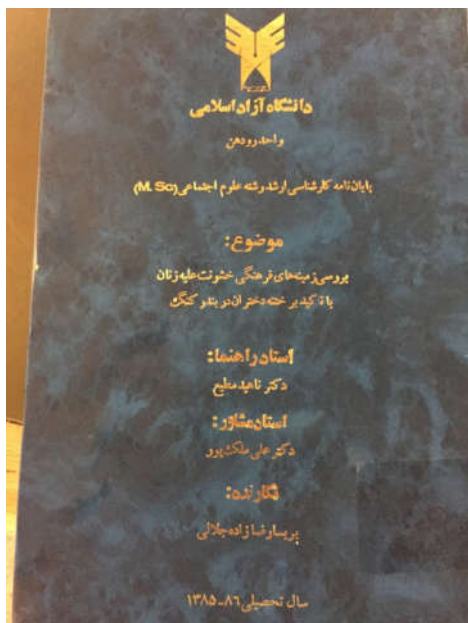 دانشگاه آزاد اسلامی
واحد رودهن
پایان نامه کارشناسی ارشد رشته علوم اجتماعی (M. Sc)
موضوع:
بررسی زمینه‌های فرهنگی خشونت علیه زنان
با تاکید بر ختنه دختران در بندر کنگ
استاد راهنما:
دکتر ناهید مطیع
استاد مشاور:
دکتر علی ملک پور
نگارنده:
پریسا رضازاده جلالی
سال تحصیلی ۸۶-۱۳۸۵